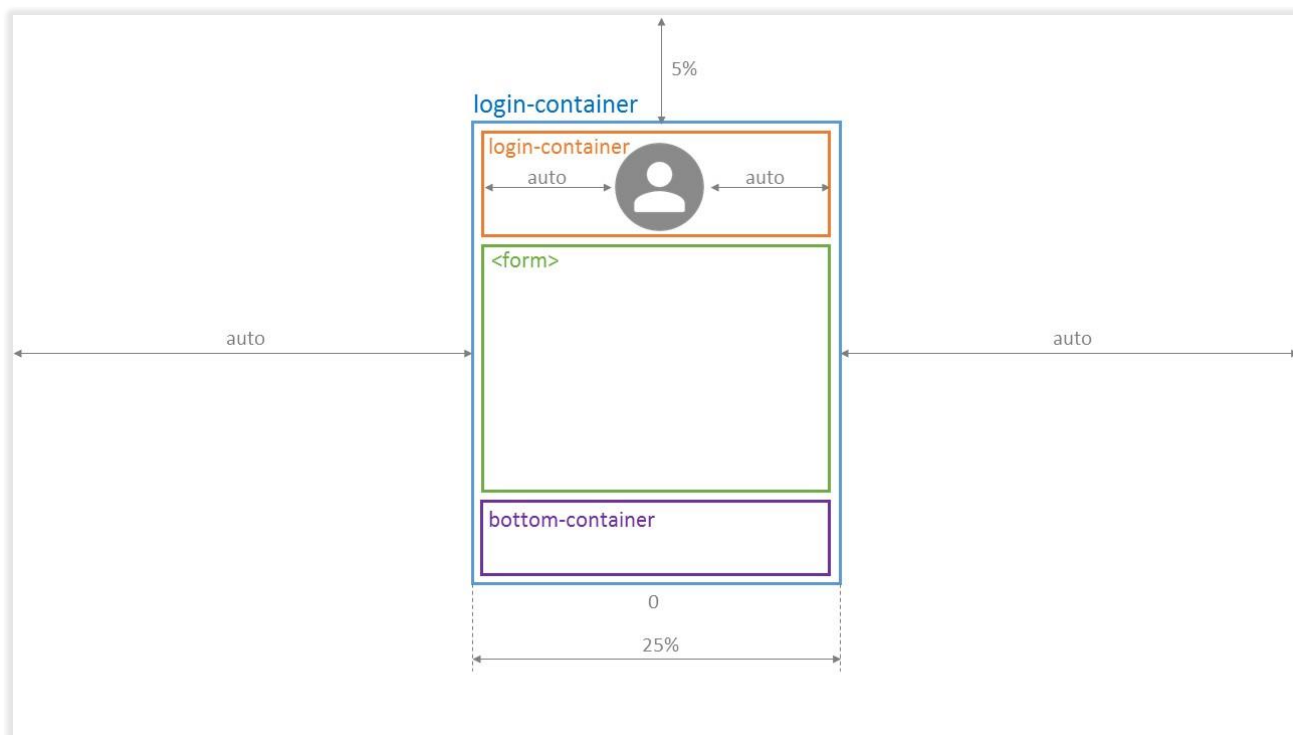 5%
login-container
login-container
auto
auto
<form>
auto
auto
bottom-container
0
25%